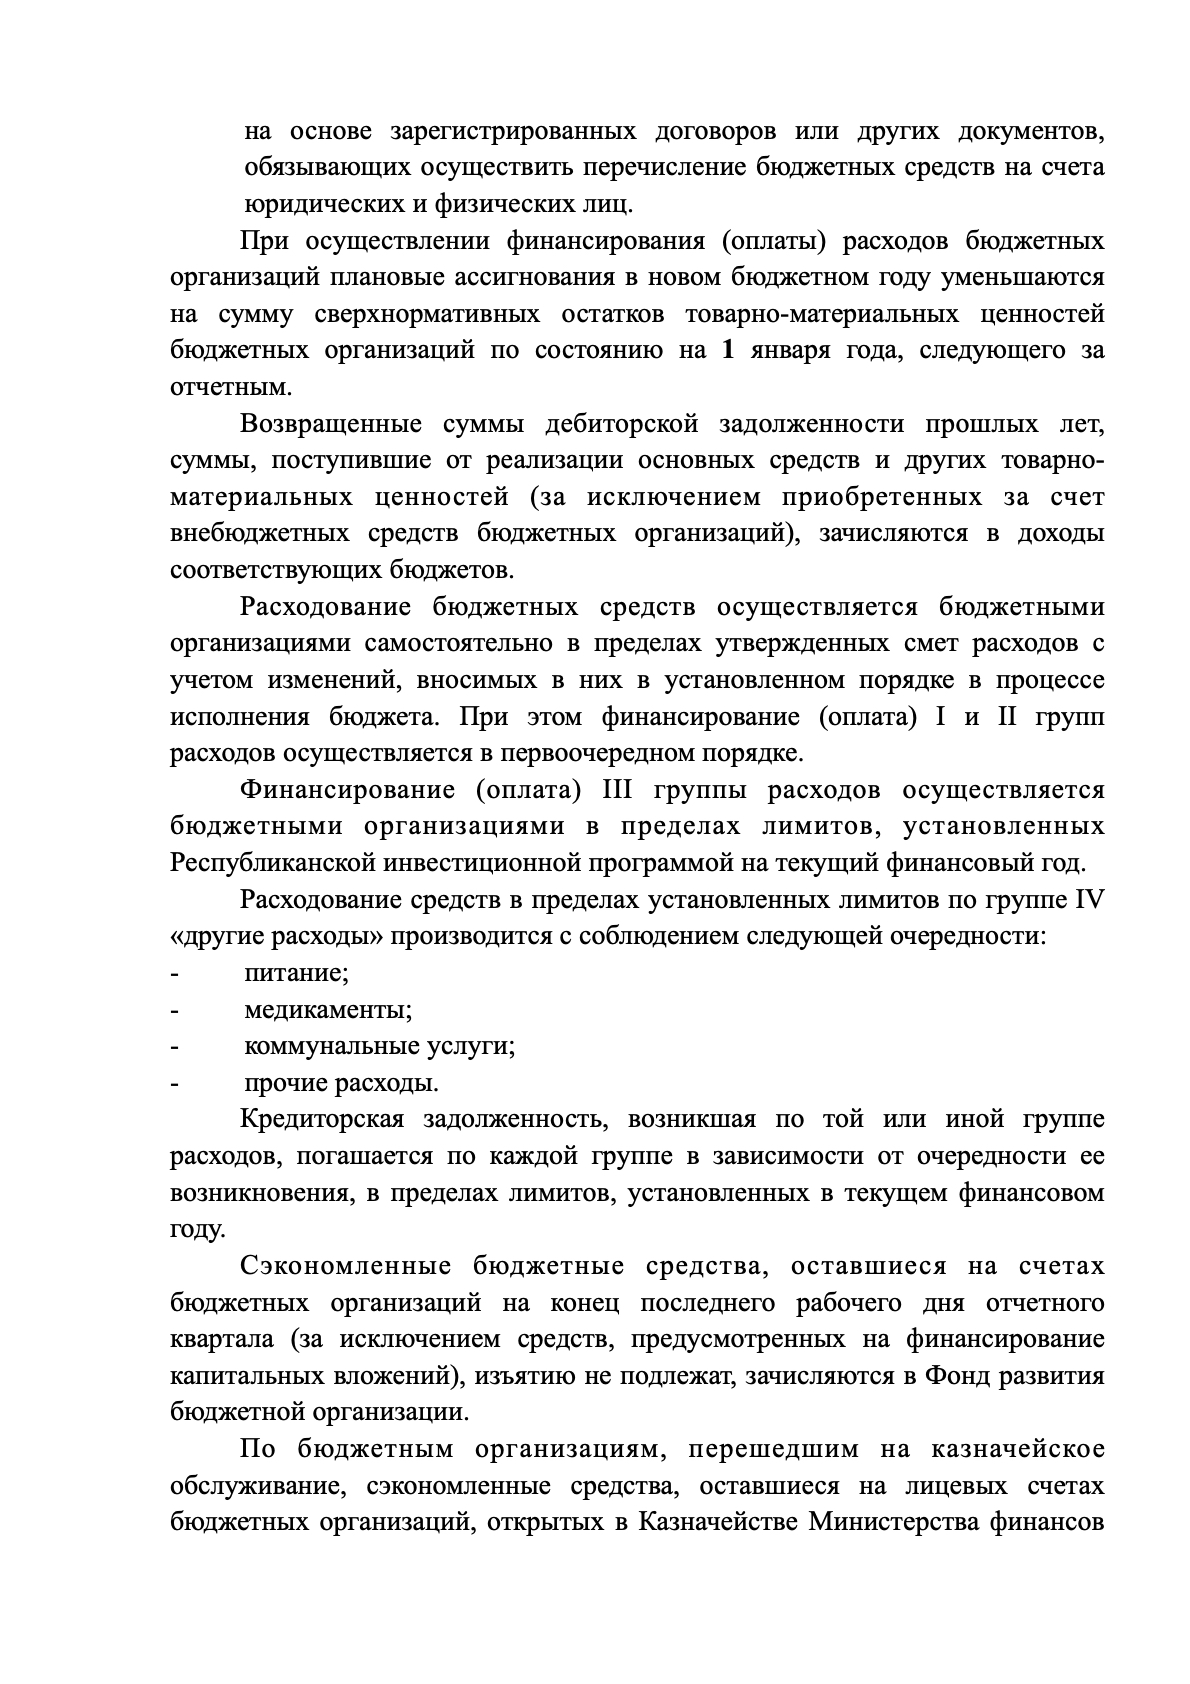 на основе зарегистрированных договоров или других документов,
обязывающих осуществить перечисление бюджетных средств на счета
юридических и физических лиц.
При осуществлении финансирования (оплаты) расходов бюджетных
организаций плановые ассигнования в новом бюджетном году уменьшаются
на сумму сверхнормативных остатков товарно-материальных ценностей
бюджетных организаций по состоянию на 1 января года, следующего за
отчетным.
Возвращенные суммы дебиторской задолженности прошлых лет,
суммы, поступившие от реализации основных средств и других товарно-
материальных ценностей (за исключением приобретенных за счет
внебюджетных средств бюджетных организаций), зачисляются в доходы
соответствующих бюджетов.
Расходование бюджетных средств осуществляется бюджетными
организациями самостоятельно в пределах утвержденных смет расходов с
учетом изменений, вносимых в них в установленном порядке в процессе
исполнения бюджета. При этом финансирование (оплата) I и II групп
расходов осуществляется в первоочередном порядке.
Финансирование (оплата) III группы расходов осуществляется
бюджетными организациями в пределах лимитов, установленных
Республиканской инвестиционной программой на текущий финансовый год.
Расходование средств в пределах установленных лимитов по группе IV
«другие расходы» производится с соблюдением следующей очередности:
- питание;
- медикаменты;
- коммунальные услуги;
- прочие расходы.
Кредиторская задолженность, возникшая по той или иной группе
расходов, погашается по каждой группе в зависимости от очередности ее
возникновения, в пределах лимитов, установленных в текущем финансовом
году.
Сэкономленные бюджетные средства, оставшиеся на счетах
бюджетных организаций на конец последнего рабочего дня отчетного
квартала (за исключением средств, предусмотренных на финансирование
капитальных вложений), изъятию не подлежат, зачисляются в Фонд развития
бюджетной организации.
По бюджетным организациям, перешедшим на казначейское
обслуживание, сэкономленные средства, оставшиеся на лицевых счетах
бюджетных организаций, открытых в Казначействе Министерства финансов